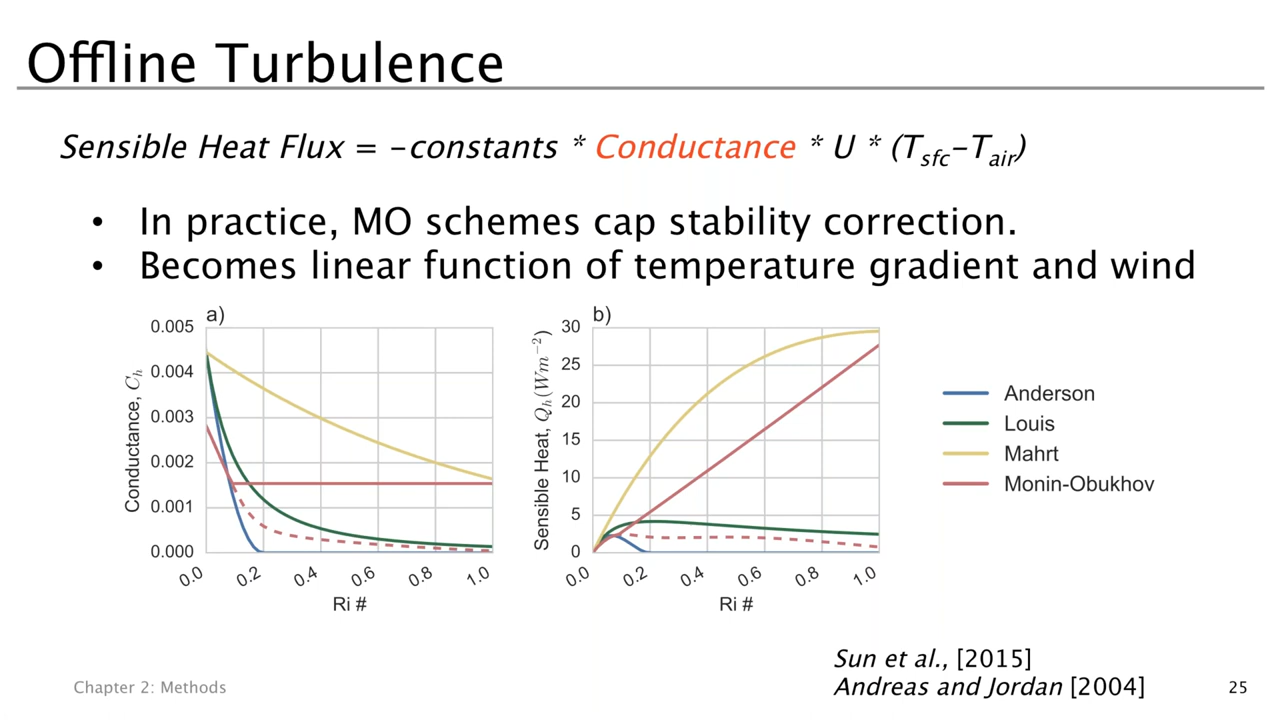 Offline Turbulence
Sensible Heat Flux = -constants * Conductance * U * (Tsfc-Tair)
• In practice, MO schemes cap stability correction.
• Becomes linear function of temperature gradient and wind
a)
0.005
0.004
0.003
0.002
0.001
0.000
Conductance, Ch
0.0 0.2 0.4 0.6 0.8 1.0
Ri #
b)
30
25
20
15
10
5
0
Sensible Heat, Qh(Wm−2)
0.0 0.2 0.4 0.6 0.8 1.0
Ri #
Anderson
Louis
Mahrt
Monin-Obukhov
Sun et al., [2015]
Andreas and Jordan [2004]
Chapter 2: Methods
25